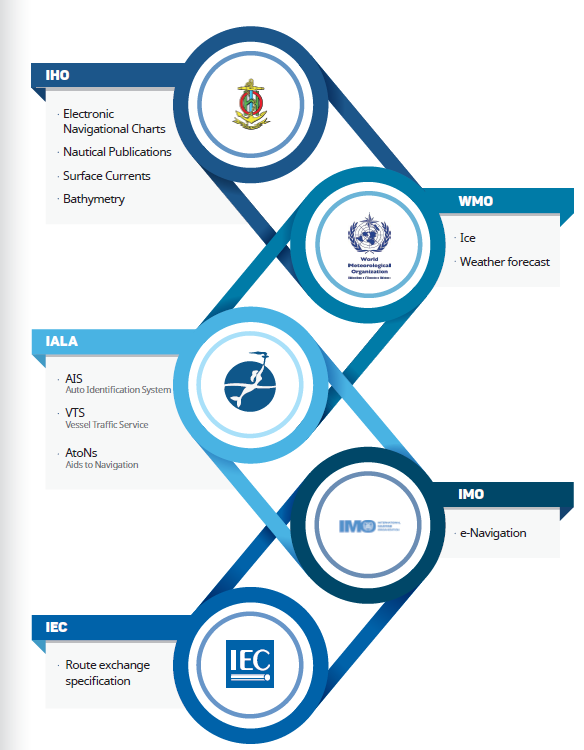 IHO
· Electronic
Navigational Charts
· Nautical Publications
· Surface Currents
· Bathymetry
World
Meteorological
Organization
WMO
· Ice
· Weather forecast
IALA
· AIS
Auto Identification System
· VTS
Vessel Traffic Service
· AtoNs
Aids to Navigation
IMO
IMO
· e-Navigation
IEC
· Route exchange
specification
IEC